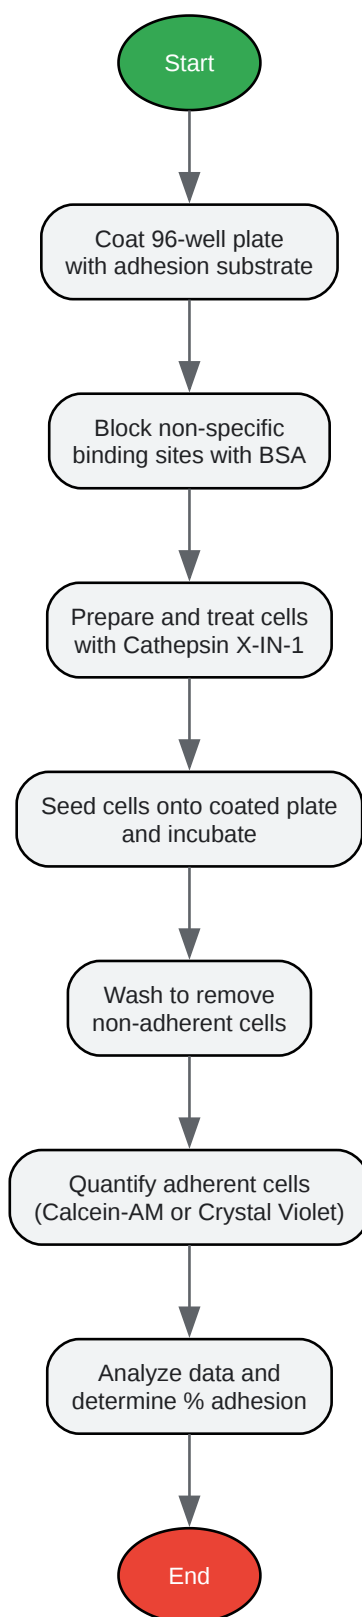 Start
Coat 96-well plate
with adhesion substrate
Block non-specific
binding sites with BSA
Prepare and treat cells
with Cathepsin X-IN-1
Seed cells onto coated plate
and incubate
Wash to remove
non-adherent cells
Quantify adherent cells
(Calcein-AM or Crystal Violet)
Analyze data and
determine % adhesion
End